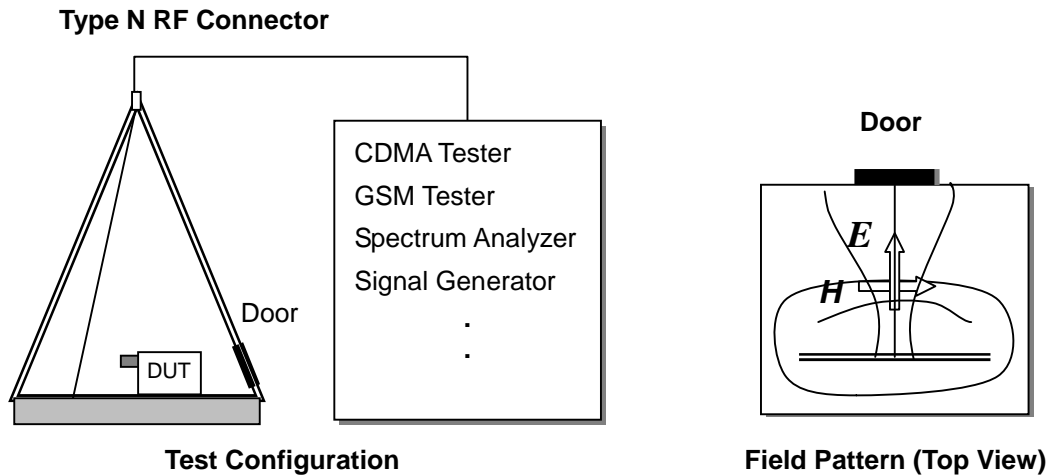 Type N RF Connector
CDMA Tester
GSM Tester
Spectrum Analyzer
Signal Generator
.
.
Door
DUT
Test Configuration
Door
E
H
Field Pattern (Top View)